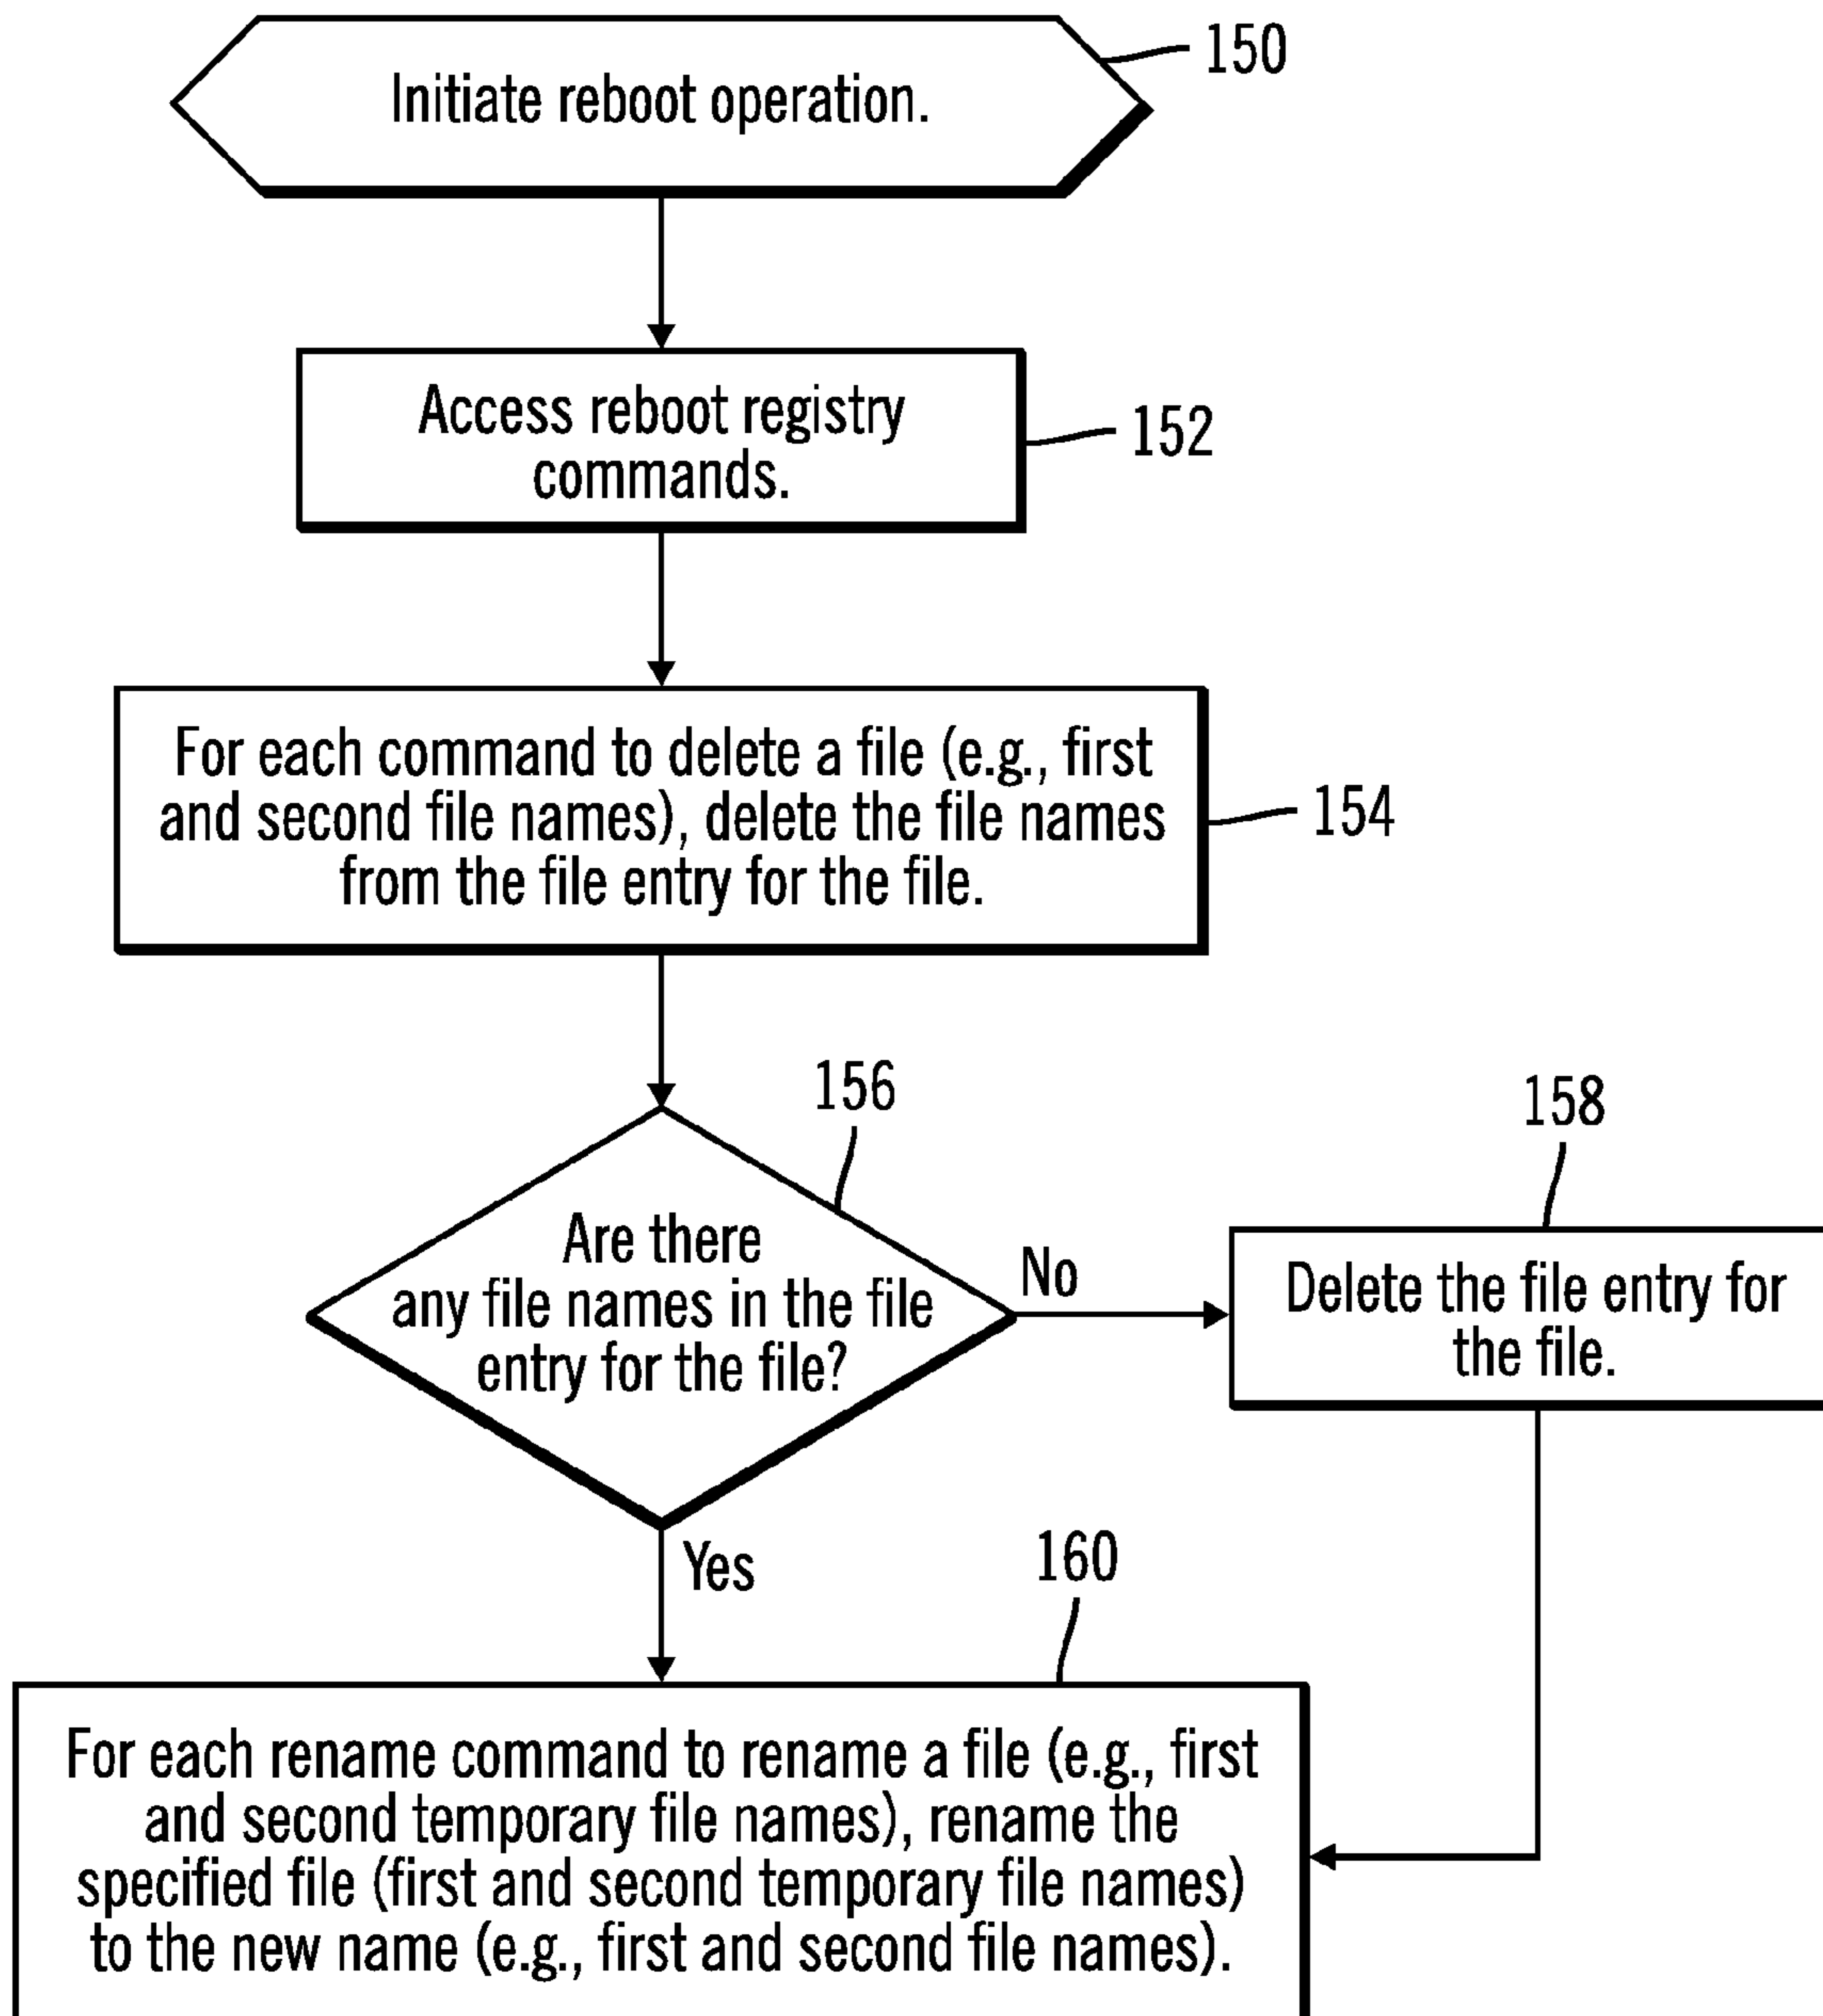 Initiate reboot operation.
150
Access reboot registry
commands.
152
For each command to delete a file (e.g., first
and second file names), delete the file names
from the file entry for the file.
154
156
Are there
any file names in the file
entry for the file?
No
158
Delete the file entry for
the file.
Yes
160
For each rename command to rename a file (e.g., first
and second temporary file names), rename the
specified file (first and second temporary file names)
to the new name (e.g., first and second file names).